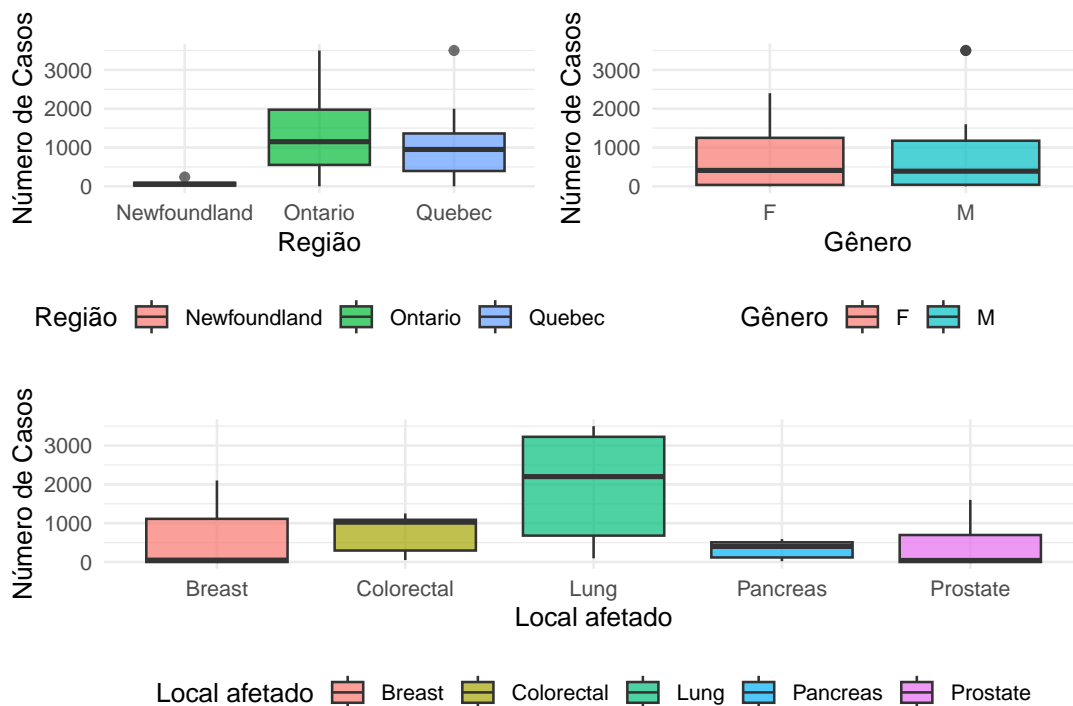 Número de Casos
3000
2000
1000
0
Newfoundland Ontario Quebec
Região
Região Newfoundland Ontario Quebec
Número de Casos
3000
2000
1000
0
F M
Gênero
Gênero F M
Número de Casos
3000
2000
1000
0
Breast Colorectal Lung Pancreas Prostate
Local afetado
Local afetado Breast Colorectal Lung Pancreas Prostate